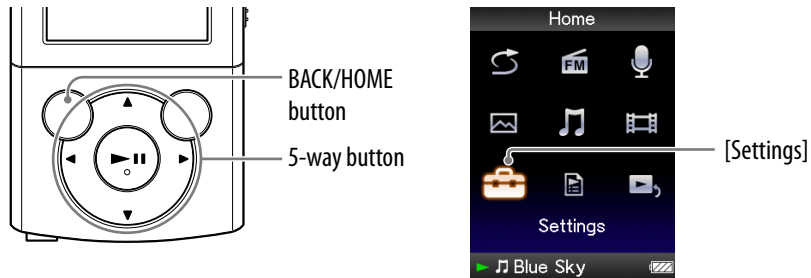 BACK/HOME
button
5-way button
Home
FM
[Settings]
Settings
Blue Sky